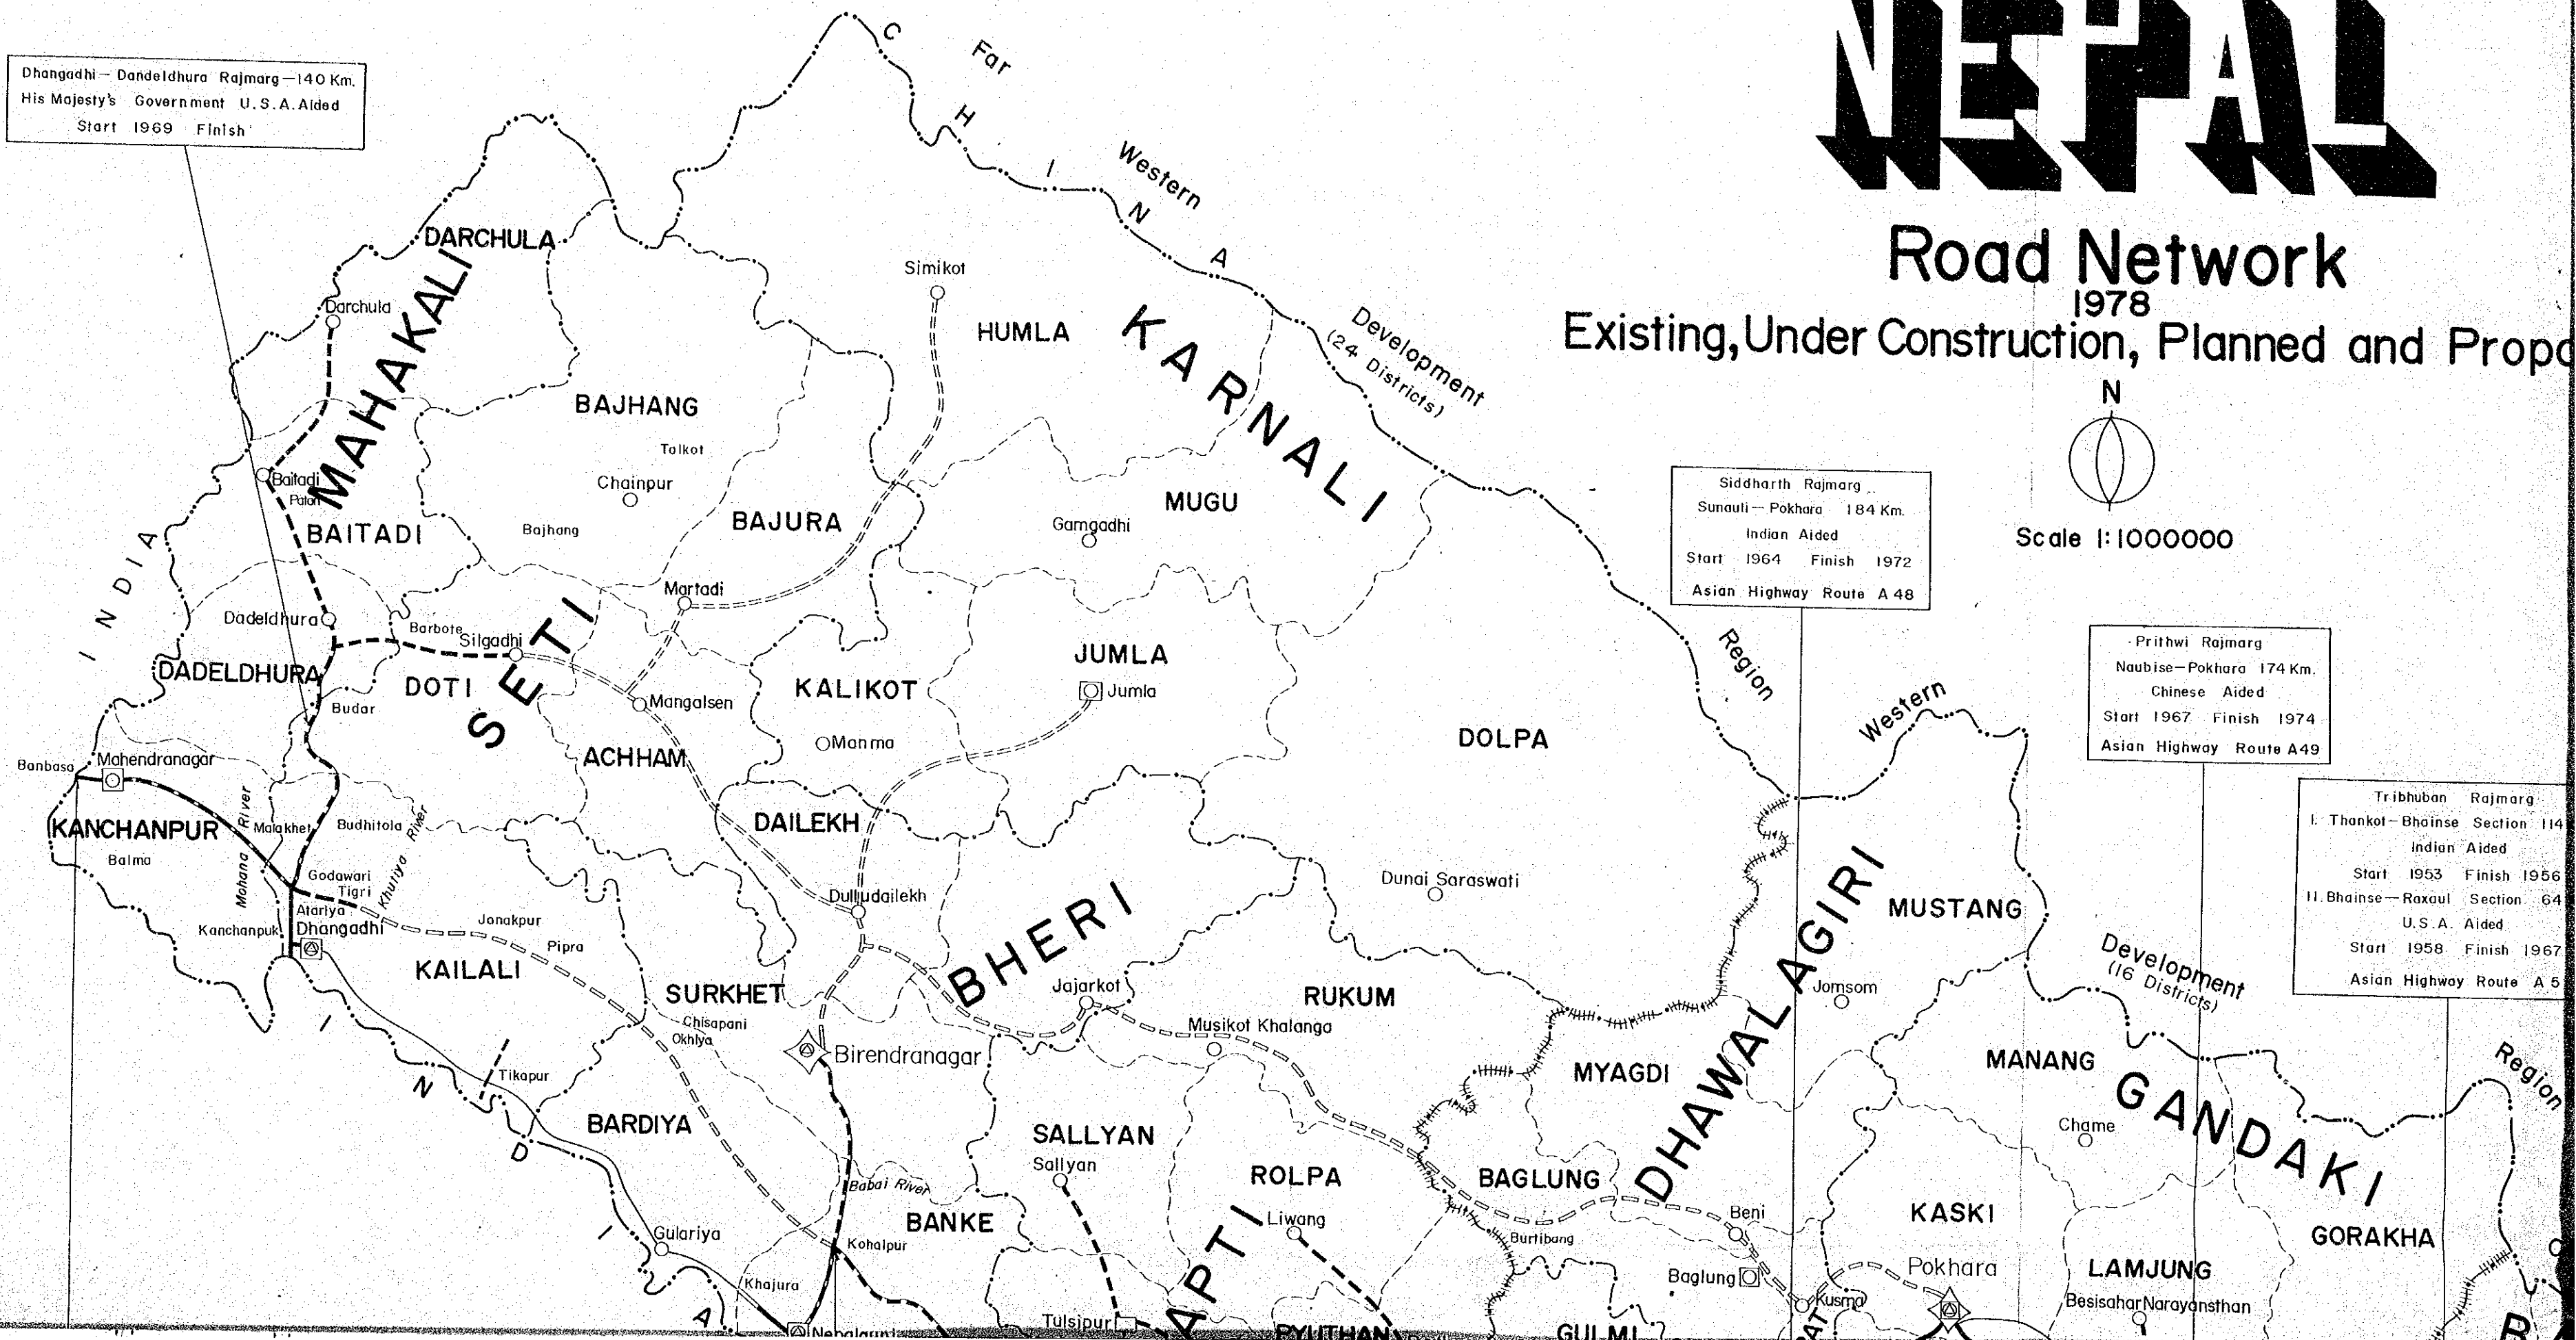 NEPAL
Road Network
1978
Existing, Under Construction, Planned and
N
Scale 1:1000000
Dhangadhi — Dandeldhura Rajmarg — 140 Km.
His Majesty's Government U.S.A. Aided
Start 1969 Finish
Siddharth Rajmarg
Sunauli — Pokhara 184 Km.
Indian Aided
Start 1964 Finish 1972
Asian Highway Route A 48
Prithwi Rajmarg
Naubise — Pokhara 174 Km.
Chinese Aided
Start 1967 Finish 1974
Asian Highway Route A49
Tribhuban Rajmarg
I. Thankot — Bhainse Section 114
Indian Aided
Start 1953 Finish 1956
II. Bhainse — Raxaul Section 64
U.S.A. Aided
Start 1958 Finish 1967
Asian Highway Route A 5
CHINA
Far
Western
Development
(24 Districts)
Region
Western
Development
(16 Districts)
Region
INDIA
INDIA
MAHAKALI
SETI
KARNALI
BHERI
DHAWALAGIRI
GANDAKI
APTI
DARCHULA
Darchula
Simikot
HUMLA
BAJHANG
Talkot
Chainpur
Bajhang
BAJURA
MUGU
Gamgadhi
Baitadi
Patan
BAITADI
Martadi
Dadeldhura
Barbote
Silgadhi
DADELDHURA
DOTI
Budar
Mangalsen
KALIKOT
Manma
JUMLA
Jumla
DOLPA
ACHHAM
Banbasa
Mahendranagar
KANCHANPUR
Balma
Mohana River
Malakheti
Budhitola
Khutiya River
DAILEKH
Godawari
Tigri
Atariya
Dhangadhi
Kanchanpuk
Jonakpur
Pipra
KAILALI
Dulludailekh
Dunai Saraswati
MUSTANG
SURKHET
Chisapani
Okhlya
Birendranagar
Jajarkot
RUKUM
Musikot Khalanga
Jomsom
MYAGDI
MANANG
Chame
Tikapur
BARDIYA
SALLYAN
Sallyan
ROLPA
Liwang
BAGLUNG
Burtibang
Beni
Baglung
KASKI
Babai River
BANKE
Gulariya
Kohalpur
Khajura
Tulsipur
Kusma
Pokhara
LAMJUNG
Besisahar Narayansthan
GORAKHA
PYUTHAN
GULMI